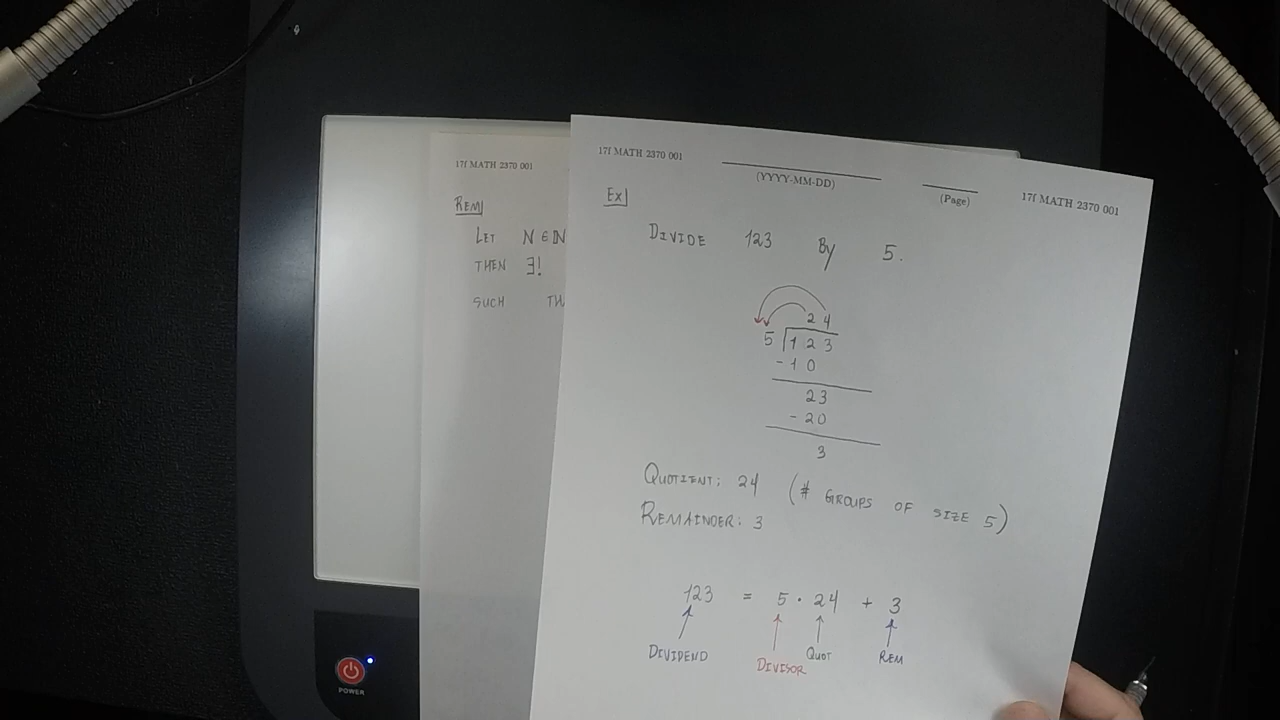 17f MATH 2370 001
REM
LET N ∈ ℕ
THEN ∃!
SUCH
17f MATH 2370 001
(YYYY-MM-DD)
(Page)
17f MATH 2370 001
EX
DIVIDE 123 BY 5.
24
5 123
- 10
23
- 20
3
QUOTIENT: 24 (# GROUPS OF SIZE 5)
REMAINDER: 3
123 = 5 · 24 + 3
DIVIDEND DIVISOR QUOT REM
POWER